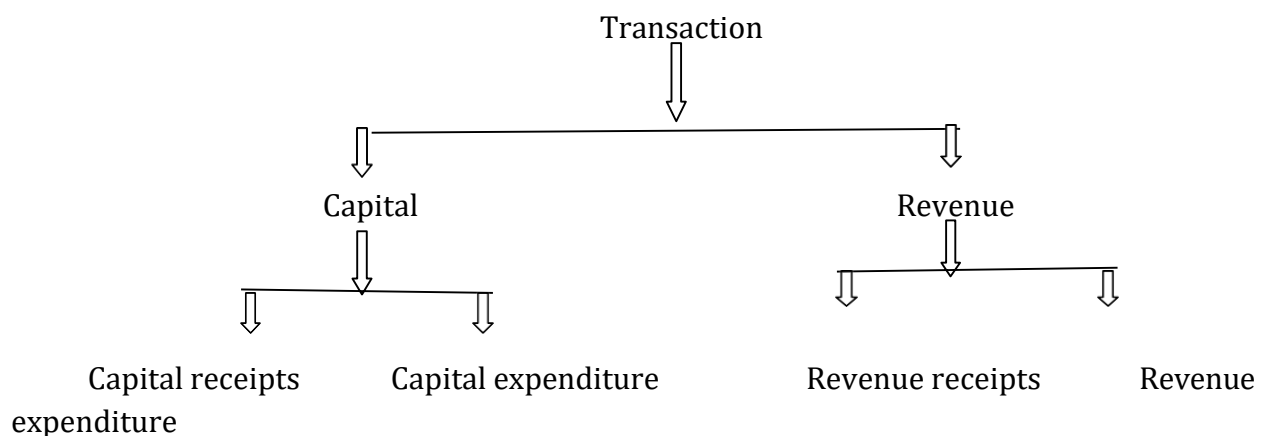 Transaction
Capital Revenue
Capital receipts Capital expenditure Revenue receipts Revenue
expenditure